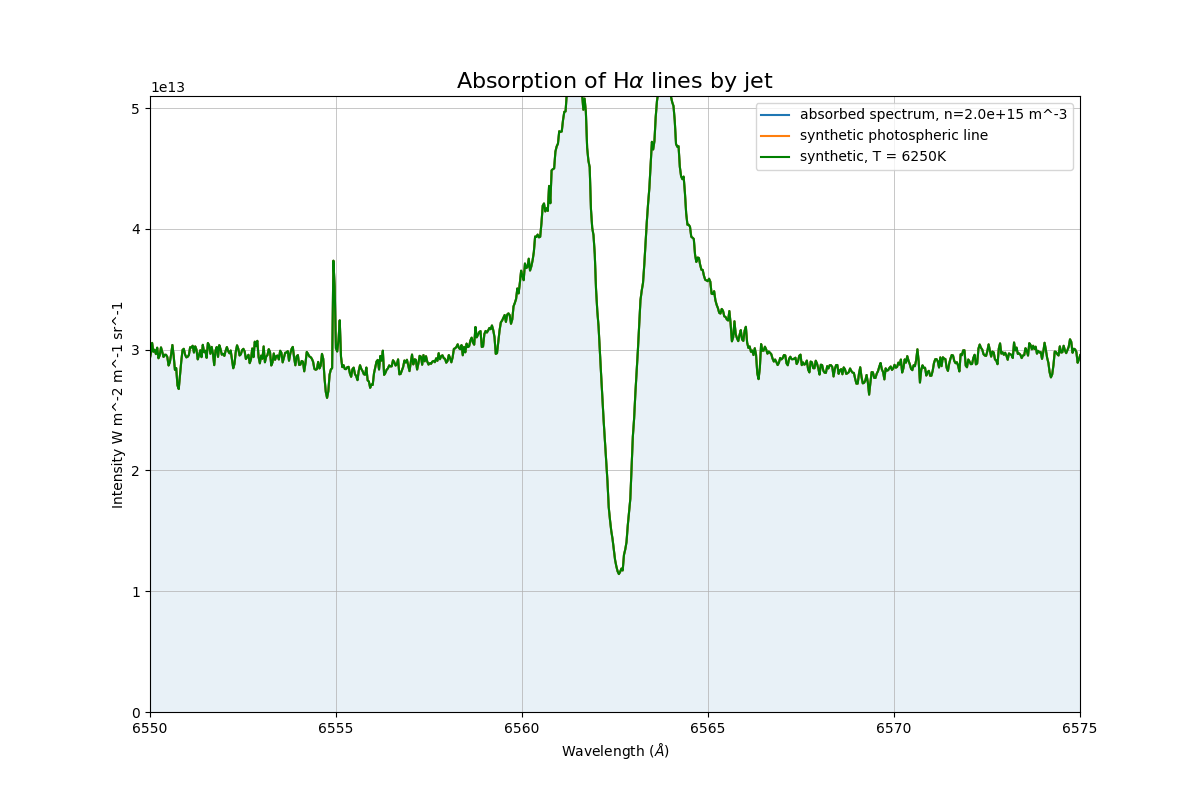 Absorption of Hα lines by jet
1e13
absorbed spectrum, n=2.0e+15 m^-3
synthetic photospheric line
synthetic, T = 6250K
5
4
3
2
1
0
Intensity W m^-2 m^-1 sr^-1
6550 6555 6560 6565 6570 6575
Wavelength (Å)